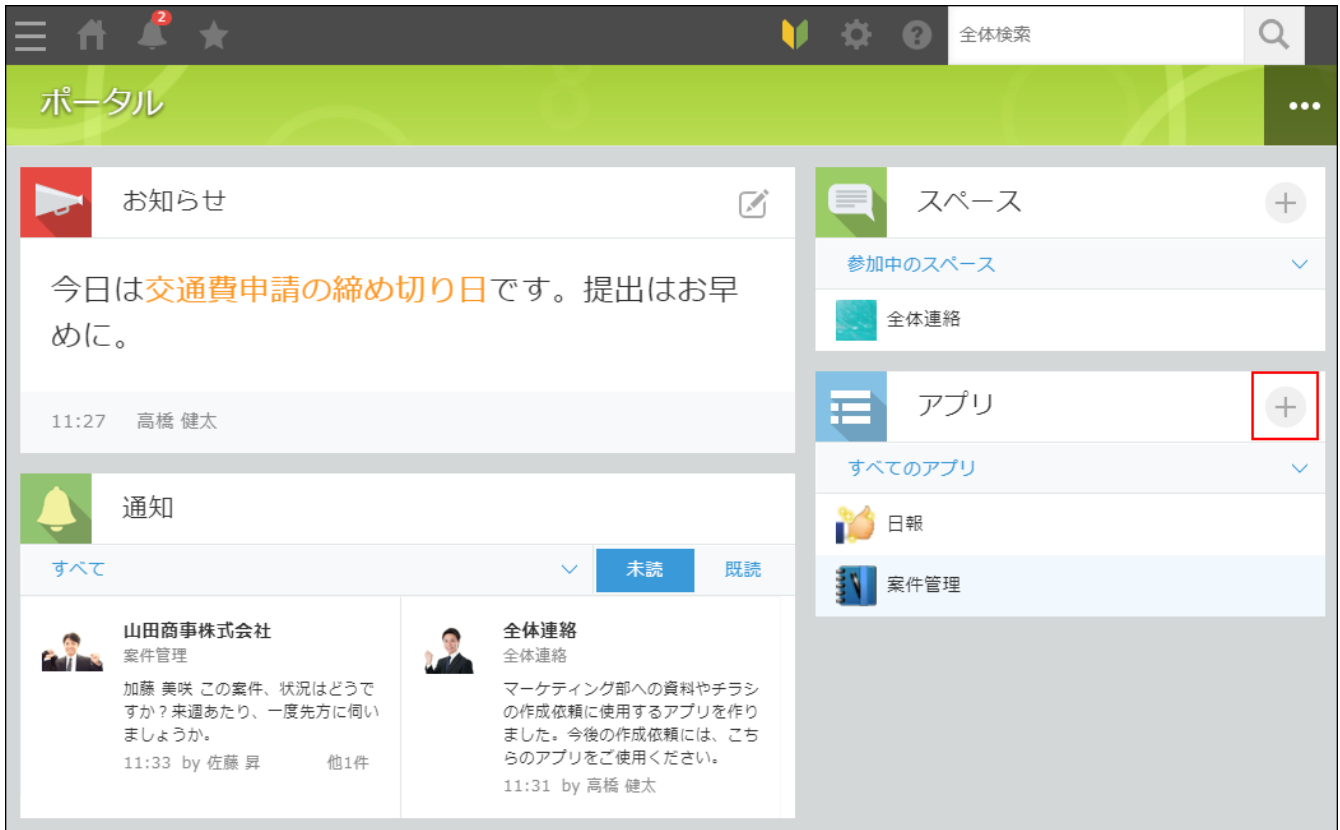 2
全体検索
ポータル
お知らせ
今日は交通費申請の締め切り日です。提出はお早
めに。
11:27 高橋 健太
通知
すべて
未読 既読
山田商事株式会社
案件管理
加藤 美咲 この案件、状況はどうで
すか？来週あたり、一度先方に伺い
ましょうか。
11:33 by 佐藤 昇 他1件
全体連絡
全体連絡
マーケティング部への資料やチラシ
の作成依頼に使用するアプリを作り
ました。今後の作成依頼には、こち
らのアプリをご使用ください。
11:31 by 高橋 健太
スペース
参加中のスペース
全体連絡
アプリ
すべてのアプリ
日報
案件管理